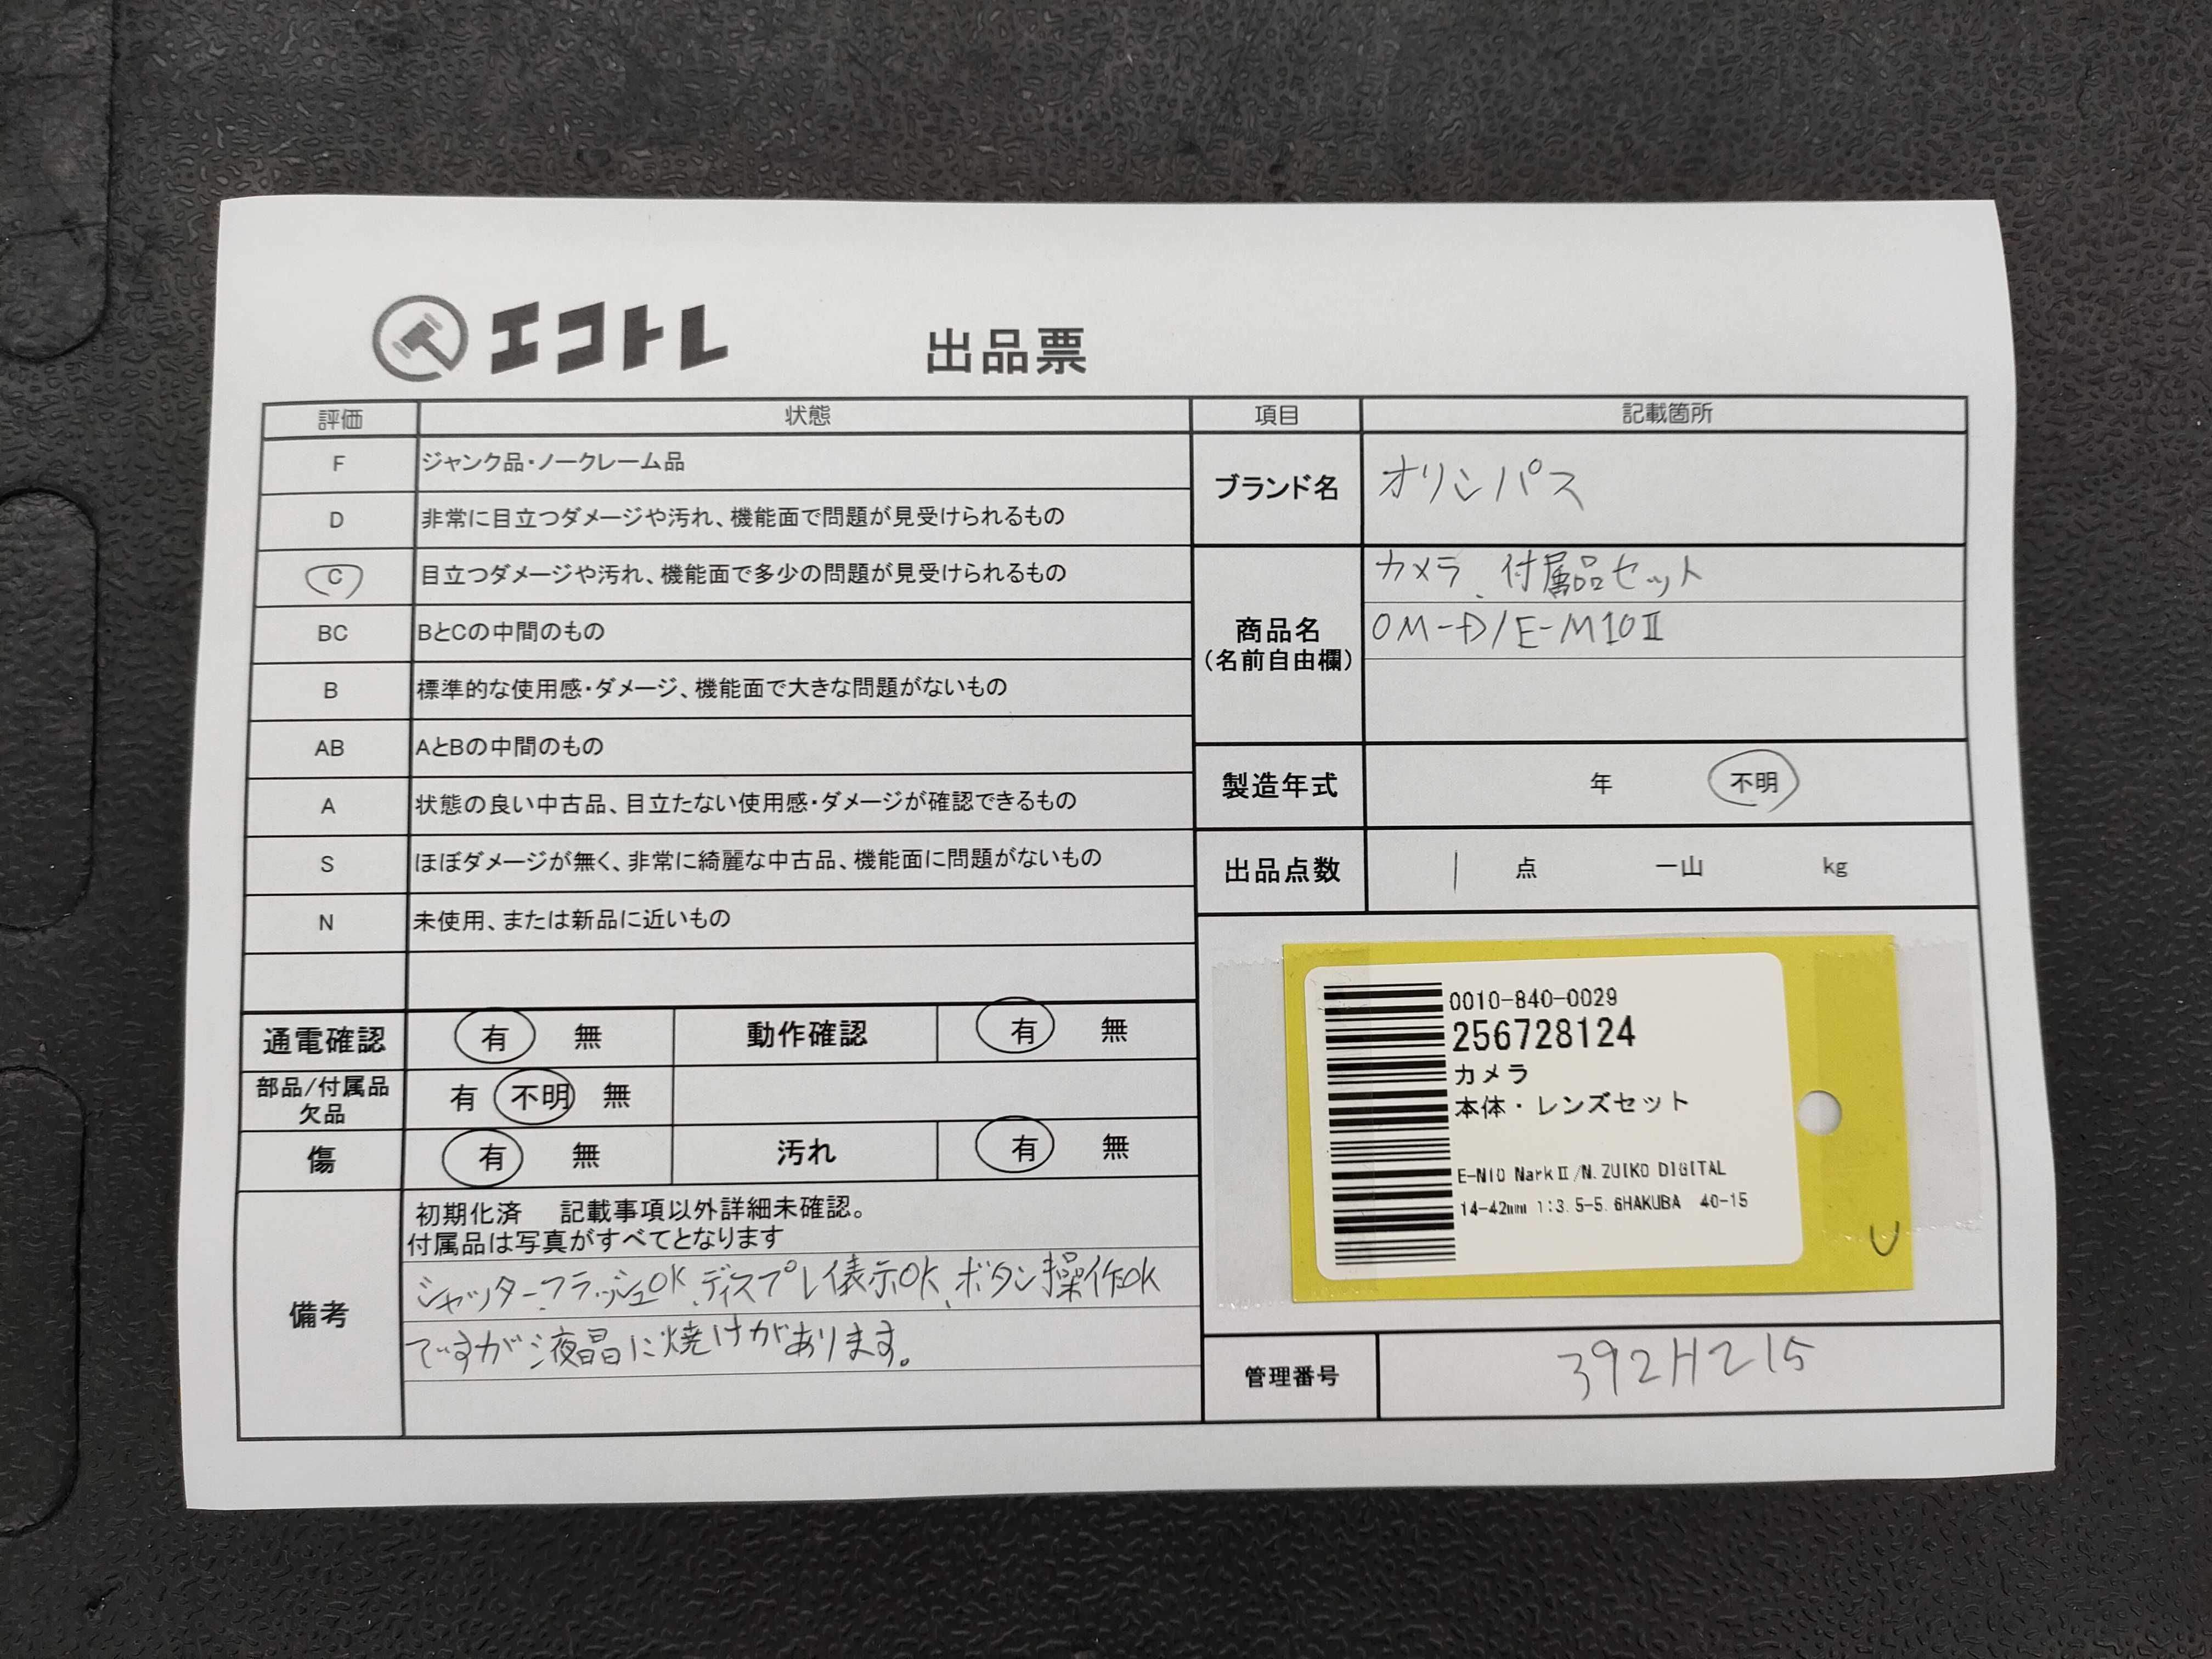 エコトレ
出品票
評価 状態
F ジャンク品・ノークレーム品
D 非常に目立つダメージや汚れ、機能面で問題が見受けられるもの
C 目立つダメージや汚れ、機能面で多少の問題が見受けられるもの
BC BとCの中間のもの
B 標準的な使用感・ダメージ、機能面で大きな問題がないもの
AB AとBの中間のもの
A 状態の良い中古品、目立たない使用感・ダメージが確認できるもの
S ほぼダメージが無く、非常に綺麗な中古品、機能面に問題がないもの
N 未使用、または新品に近いもの
通電確認 有 無 動作確認 有 無
部品/付属品
欠品
有 不明 無
傷 有 無 汚れ 有 無
備考
初期化済 記載事項以外詳細未確認。
付属品は写真がすべてとなります
シャッター、フラッシュOK、ディスプレイ表示OK、ボタン操作OK
ですが液晶に焼けがあります。
項目 記載箇所
ブランド名 オリンパス
商品名
(名前自由欄)
カメラ、付属品セット
OM-D/E-M10Ⅱ
製造年式 年 不明
出品点数 1 点 一山 kg
0010-840-0029
256728124
カメラ
本体・レンズセット
E-N10 NarkⅡ/N.ZUIKO DIGITAL
14-42mm 1:3.5-5.6HAKUBA 40-15
U
管理番号 392H215